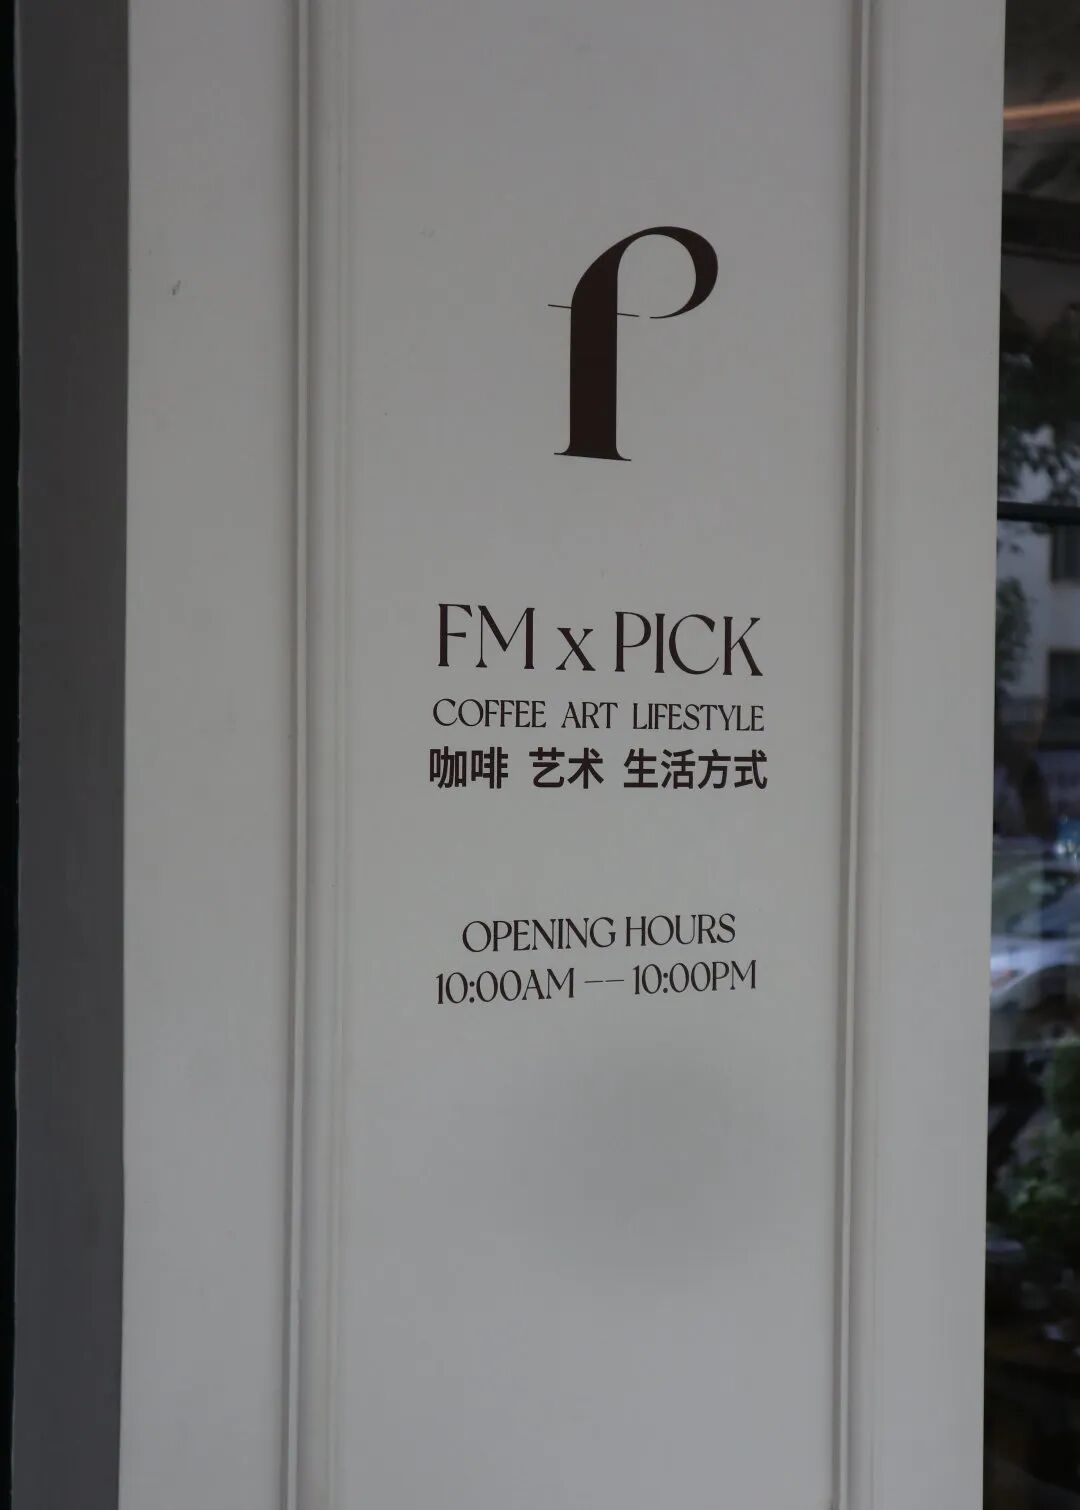 FM x PICK
COFFEE ART LIFESTYLE
咖啡 艺术 生活方式
OPENING HOURS
10:00AM -- 10:00PM